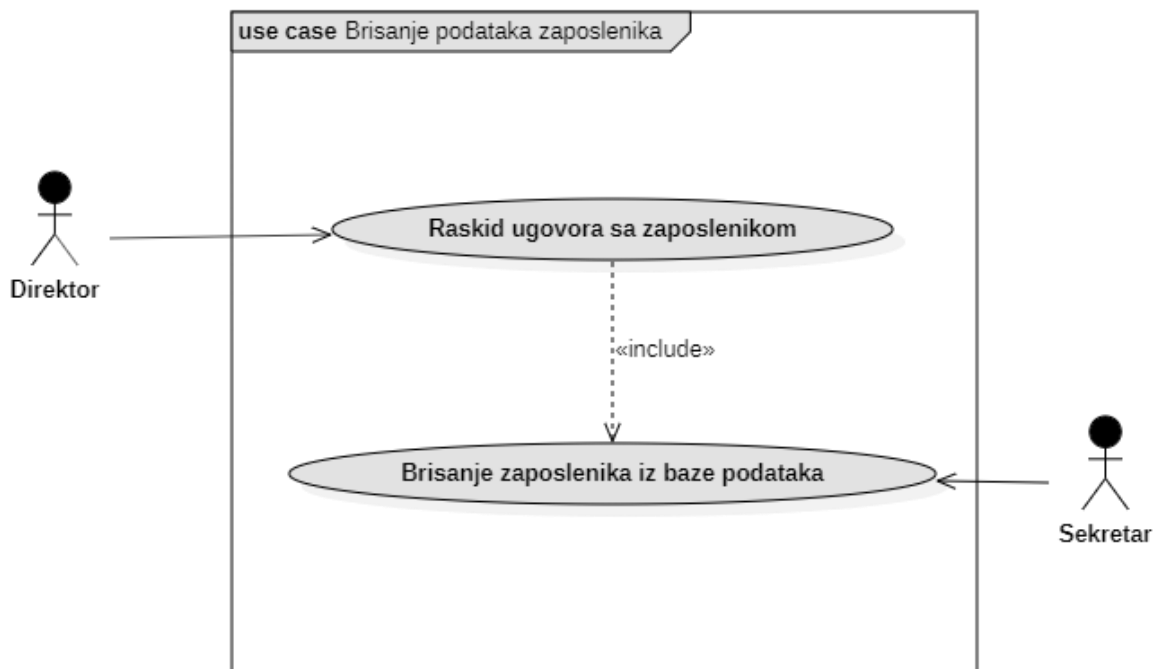 use case Brisanje podataka zaposlenika
Raskid ugovora sa zaposlenikom
Direktor
«include»
Brisanje zaposlenika iz baze podataka
Sekretar